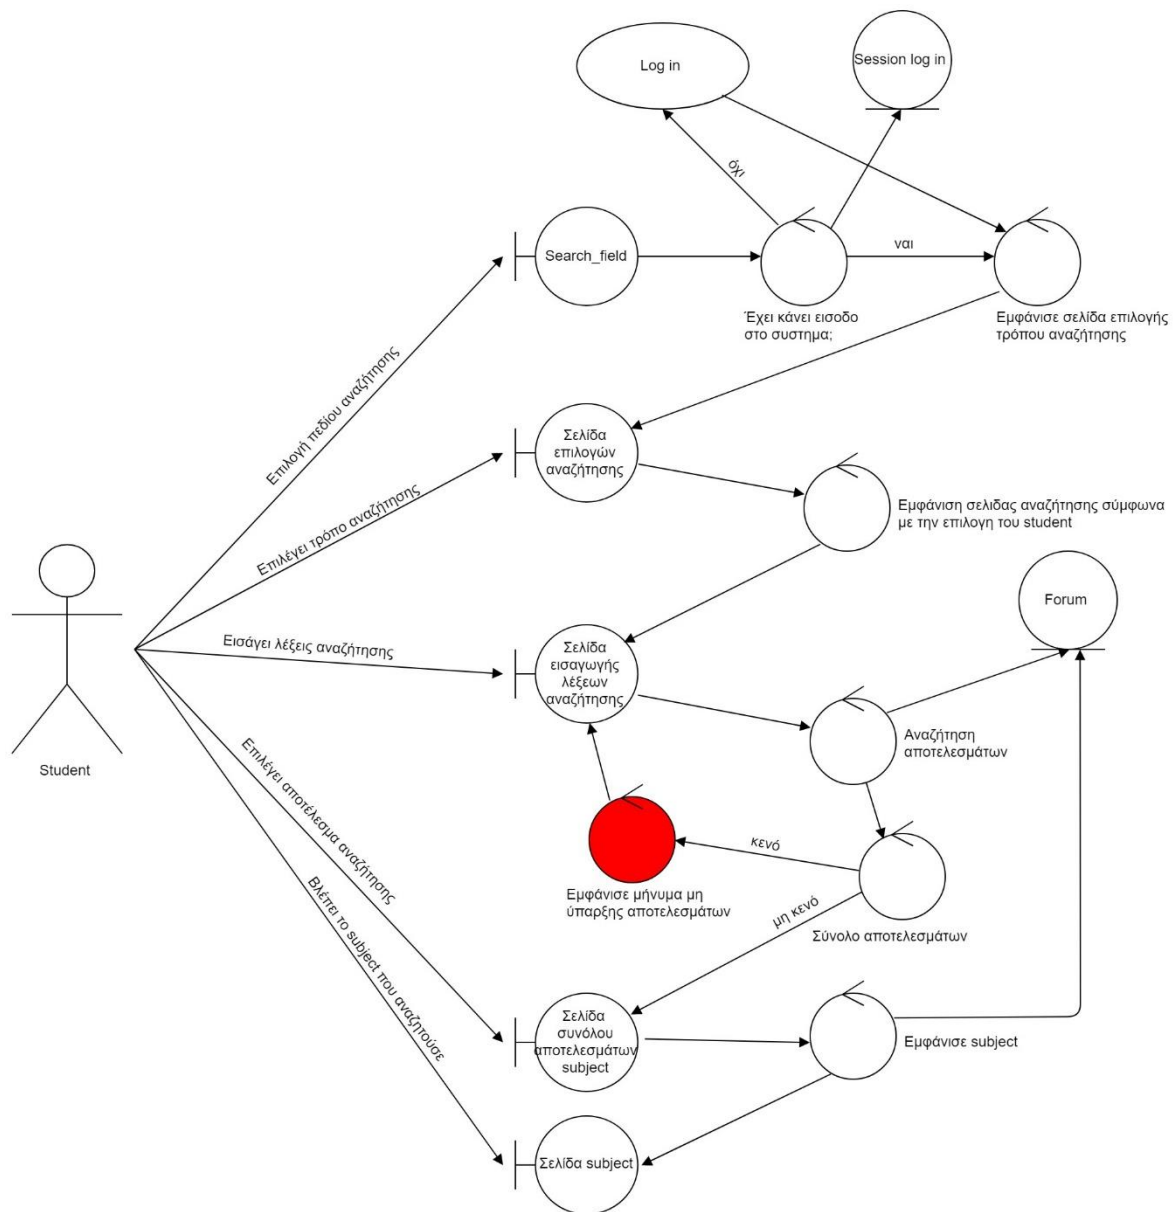 Log in
Session log in
όχι
Search_field
ναι
Έχει κάνει εισοδο
στο συστημα;
Εμφάνισε σελίδα επιλογής
τρόπου αναζήτησης
Επιλογή πεδίου αναζήτησης
Σελίδα
επιλογών
αναζήτησης
Επιλέγει τρόπο αναζήτησης
Εμφάνιση σελιδας αναζήτησης σύμφωνα
με την επιλογη του student
Forum
Εισάγει λέξεις αναζήτησης
Σελίδα
εισαγωγής
λέξεων
αναζήτησης
Αναζήτηση
αποτελεσμάτων
Student
Επιλέγει αποτέλεσμα αναζήτησης
κενό
Εμφάνισε μήνυμα μη
ύπαρξης αποτελεσμάτων
μη κενό
Σύνολο αποτελεσμάτων
Βλέπει το subject που αναζητούσε
Σελίδα
συνόλου
αποτελεσμάτων
subject
Εμφάνισε subject
Σελίδα subject